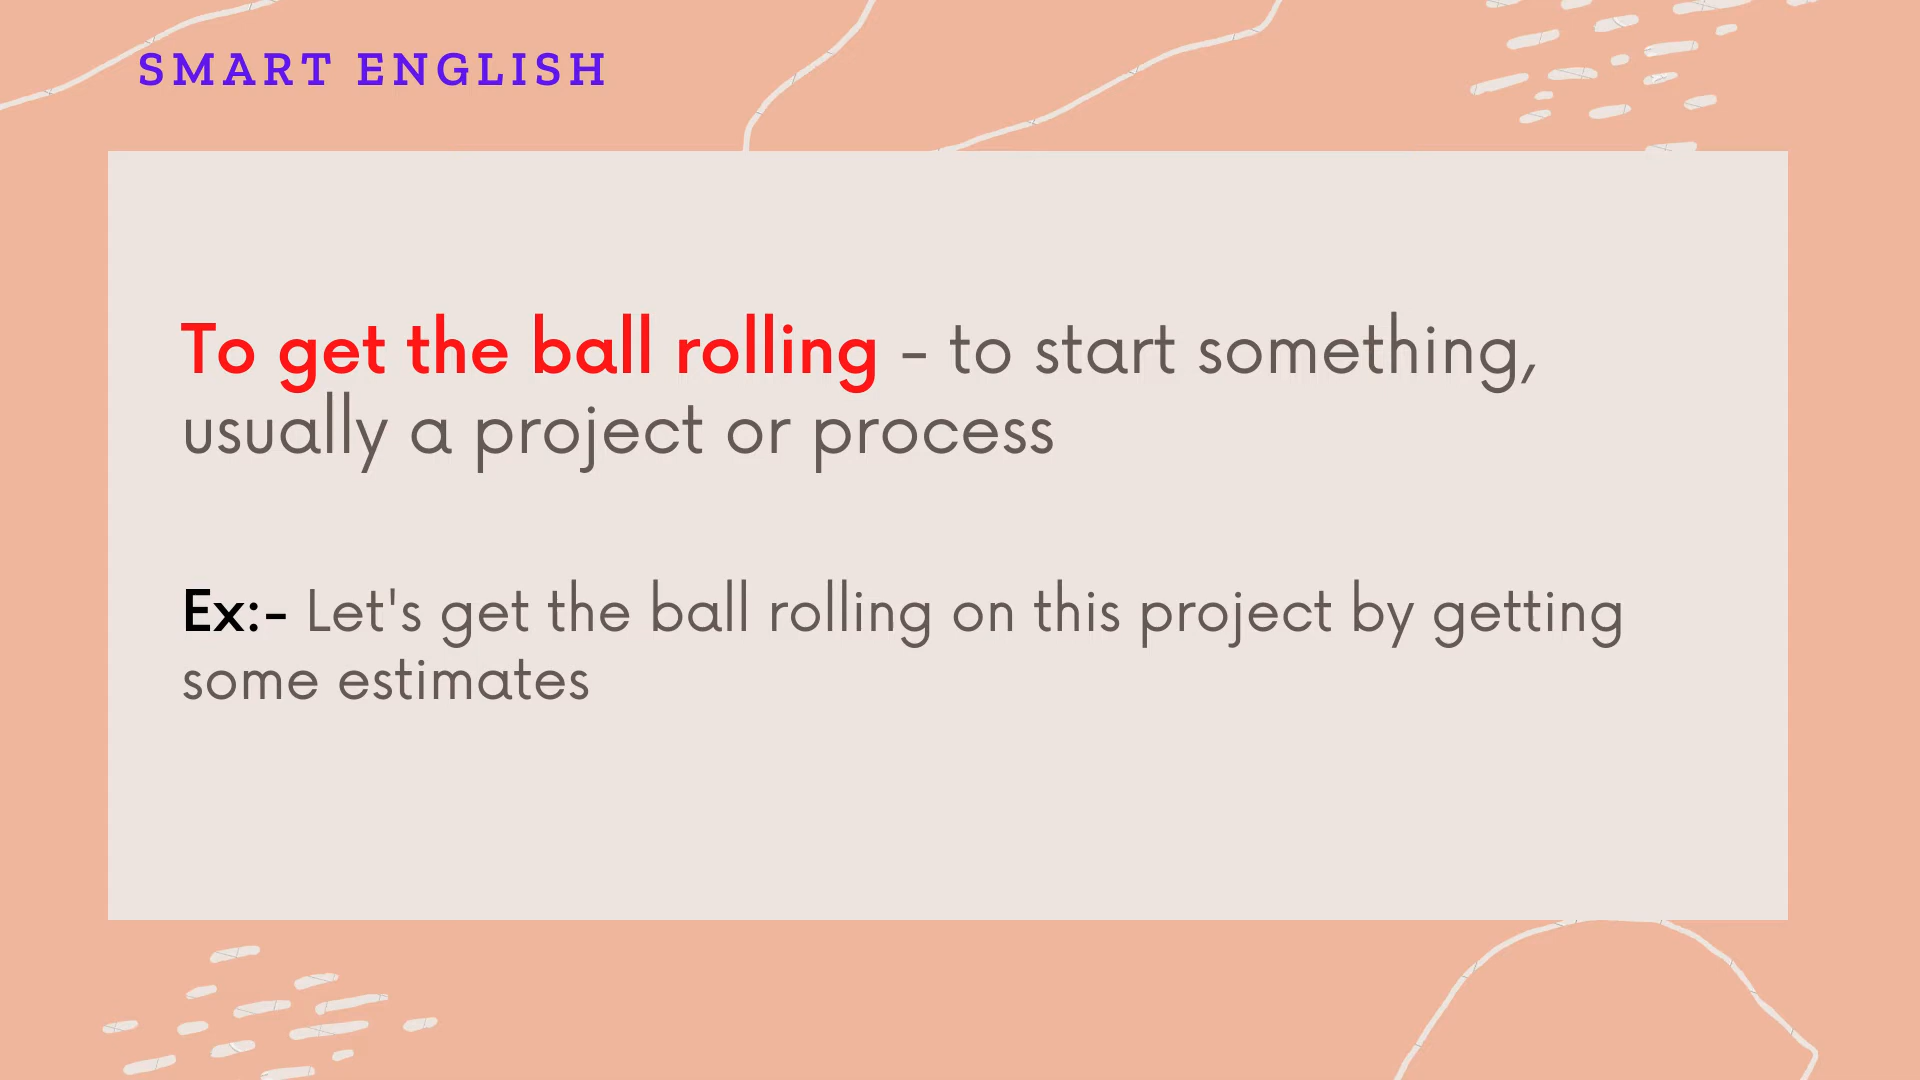 SMART ENGLISH
To get the ball rolling - to start something,
usually a project or process
Ex:- Let's get the ball rolling on this project by getting
some estimates